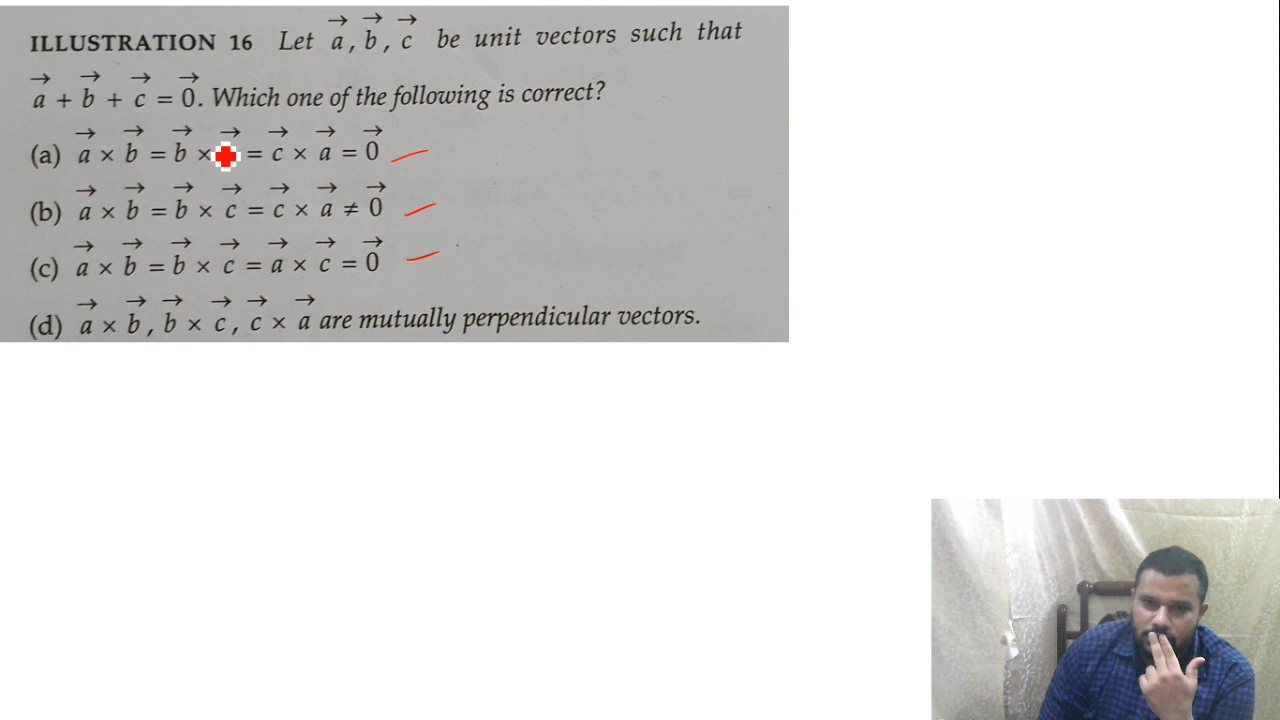 ILLUSTRATION 16 Let a⃗, b⃗, c⃗ be unit vectors such that
a⃗ + b⃗ + c⃗ = 0⃗. Which one of the following is correct?
(a) a⃗ × b⃗ = b⃗ × = c⃗ × a⃗ = 0⃗
(b) a⃗ × b⃗ = b⃗ × c⃗ = c⃗ × a⃗ ≠ 0⃗
(c) a⃗ × b⃗ = b⃗ × c⃗ = a⃗ × c⃗ = 0⃗
(d) a⃗ × b⃗, b⃗ × c⃗, c⃗ × a⃗ are mutually perpendicular vectors.